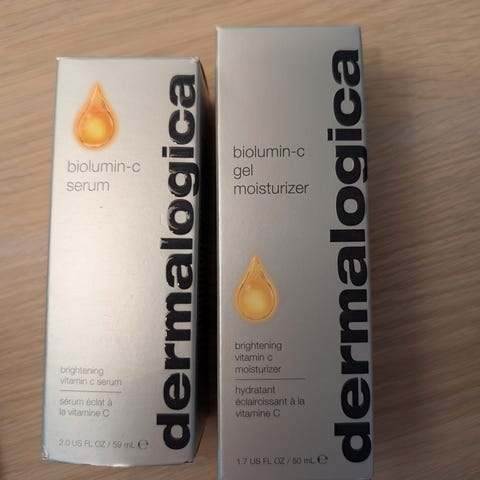 biolumin-c
serum
dermalogica
brightening
vitamin c serum
sérum éclat à
la vitamine C
2.0 US FL OZ / 59 mL ℮
biolumin-c
gel
moisturizer
dermalogica
brightening
vitamin c
moisturizer
hydratant
éclaircissant à la
vitamine C
1.7 US FL OZ / 50 mL ℮